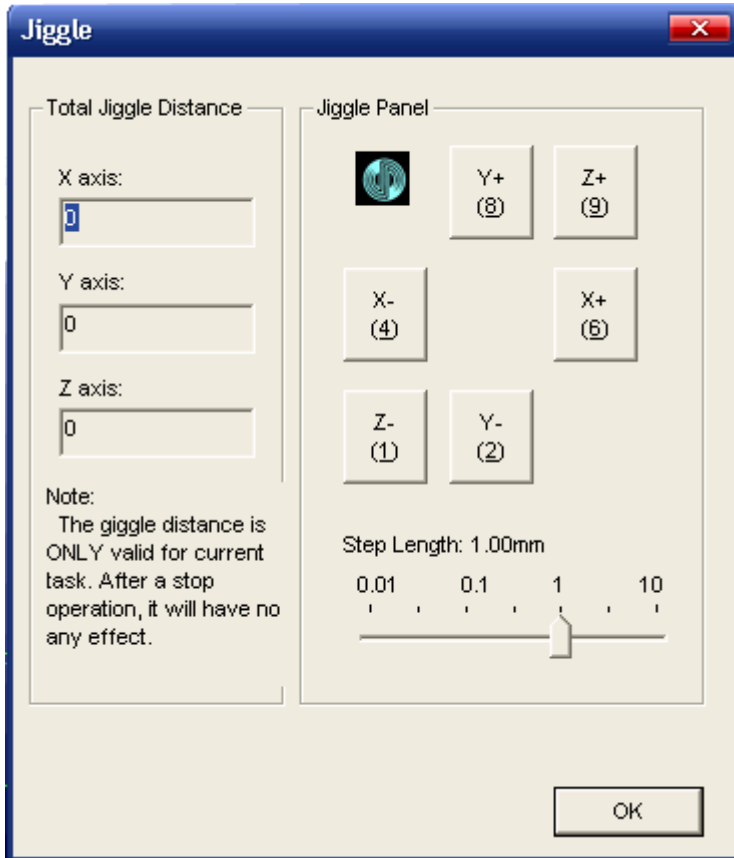 Jiggle
Total Jiggle Distance
X axis:
0
Y axis:
0
Z axis:
0
Note:
The giggle distance is
ONLY valid for current
task. After a stop
operation, it will have no
any effect.
Jiggle Panel
Y+
(8)
Z+
(9)
X-
(4)
X+
(6)
Z-
(1)
Y-
(2)
Step Length: 1.00mm
0.01 0.1 1 10
OK